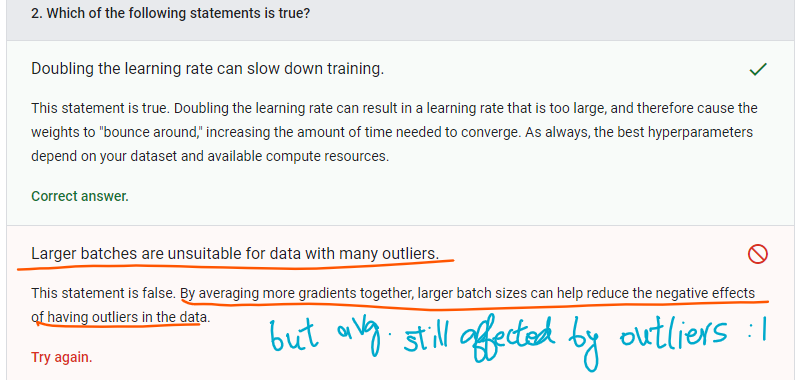 2. Which of the following statements is true?
Doubling the learning rate can slow down training.
This statement is true. Doubling the learning rate can result in a learning rate that is too large, and therefore cause the
weights to "bounce around," increasing the amount of time needed to converge. As always, the best hyperparameters
depend on your dataset and available compute resources.
Correct answer.
Larger batches are unsuitable for data with many outliers.
This statement is false. By averaging more gradients together, larger batch sizes can help reduce the negative effects
of having outliers in the data.
but avg. still affected by outliers :|
Try again.